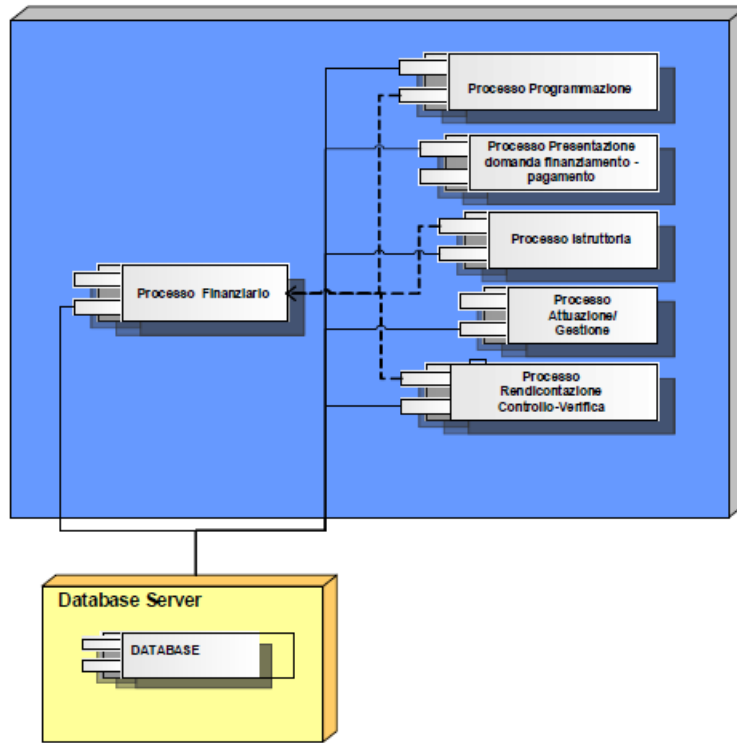 Processo Programmazione
Processo Presentazione
domanda finanziamento -
pagamento
Processo Istruttoria
Processo Finanziario
Processo
Attuazione/
Gestione
Processo
Rendicontazione
Controllo-Verifica
Database Server
DATABASE